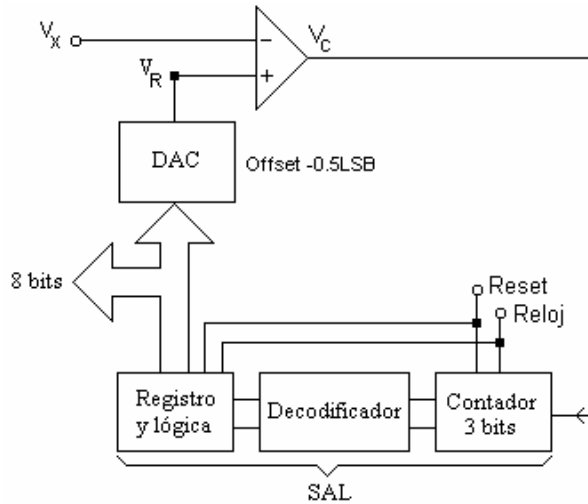 V_X
V_C
V_R
DAC
Offset -0.5LSB
8 bits
Reset
Reloj
Registro
y lógica
Decodificador
Contador
3 bits
SAL